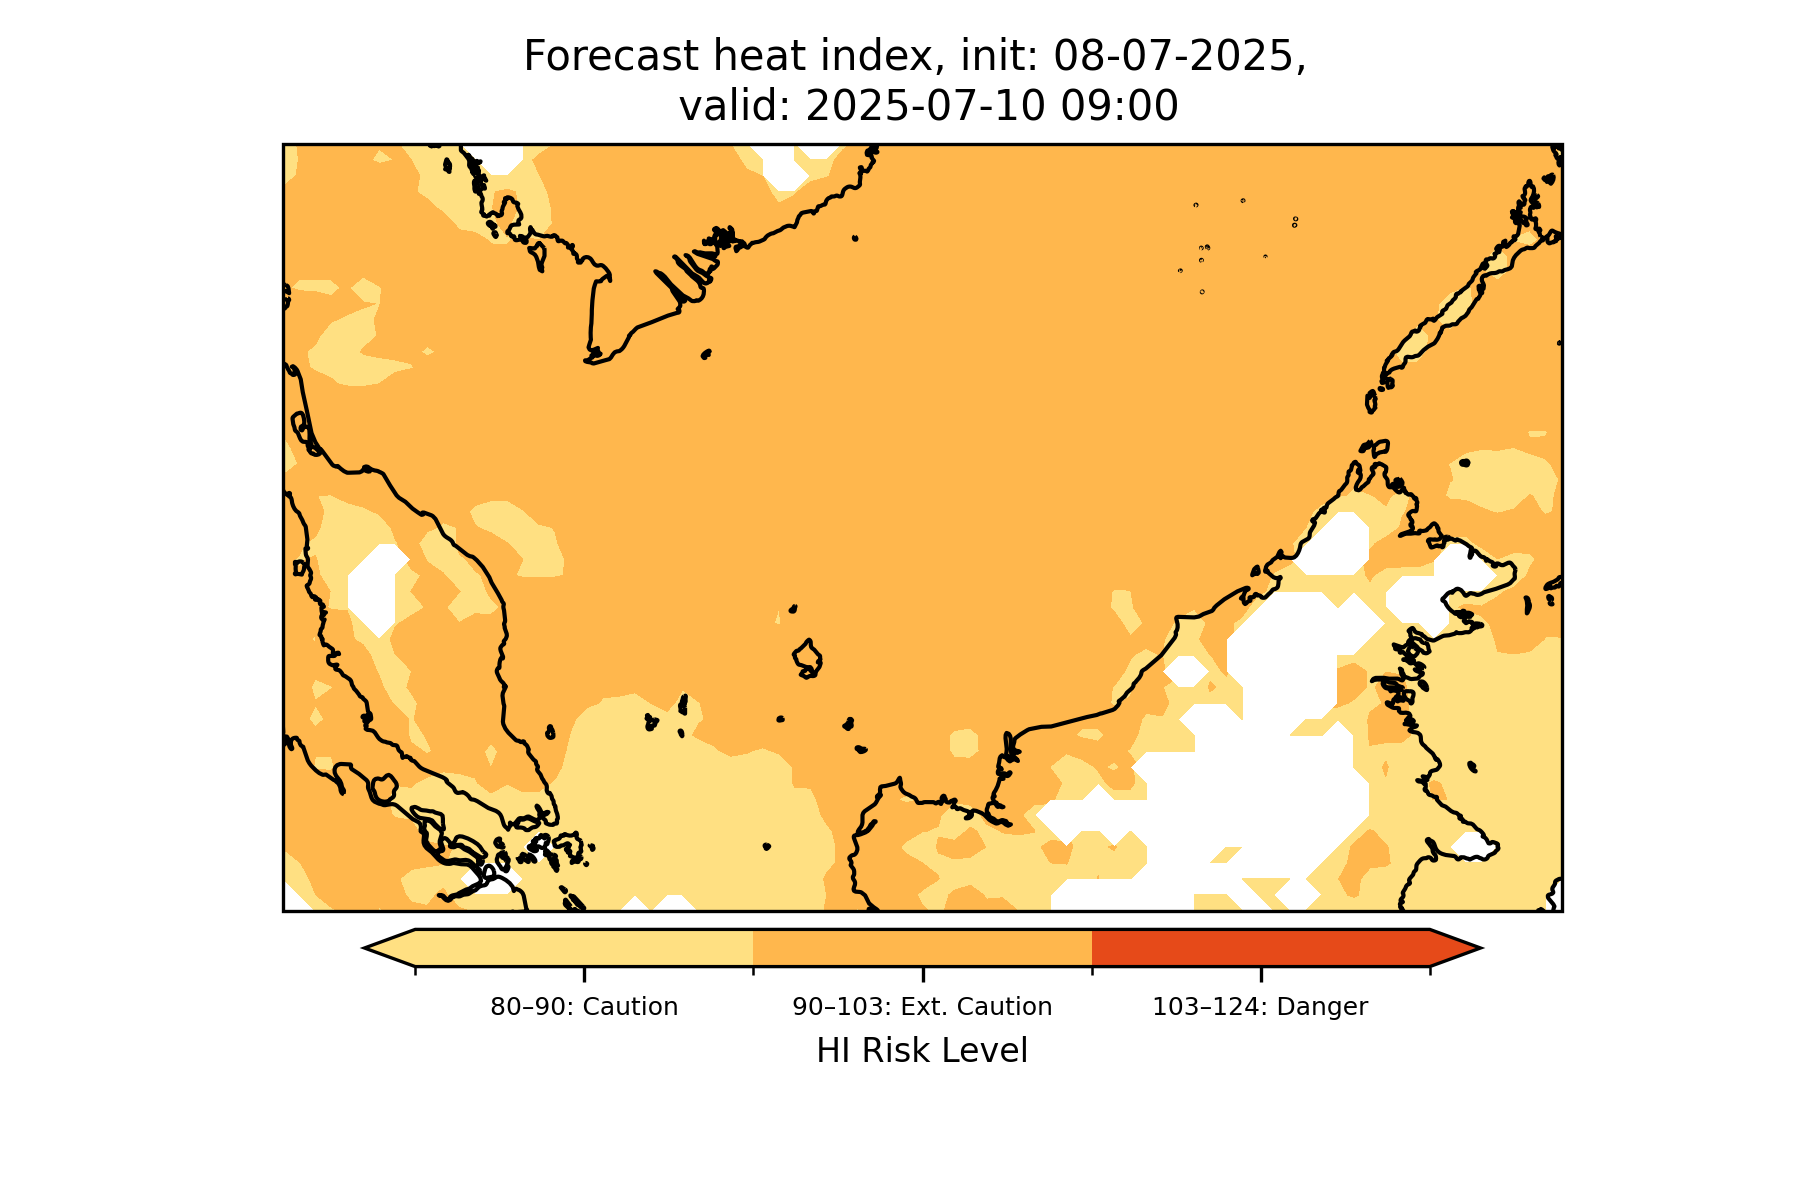 Forecast heat index, init: 08-07-2025,
valid: 2025-07-10 09:00
80–90: Caution
90–103: Ext. Caution
103–124: Danger
HI Risk Level